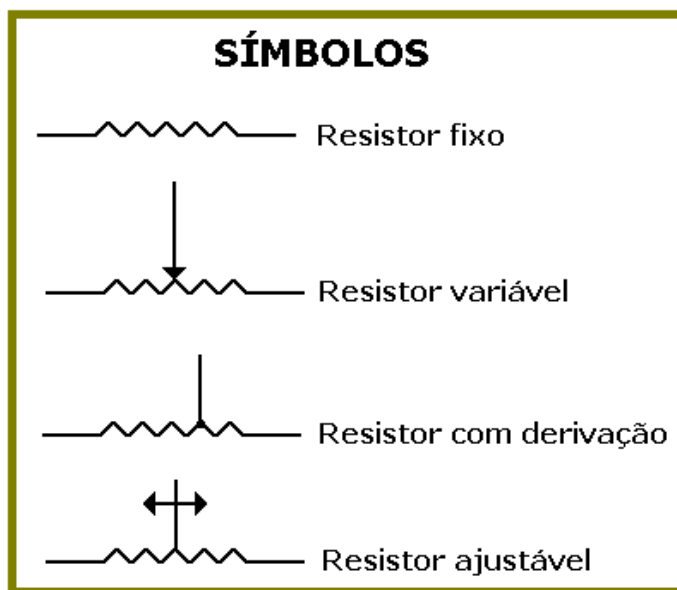 SÍMBOLOS
Resistor fixo
Resistor variável
Resistor com derivação
Resistor ajustável